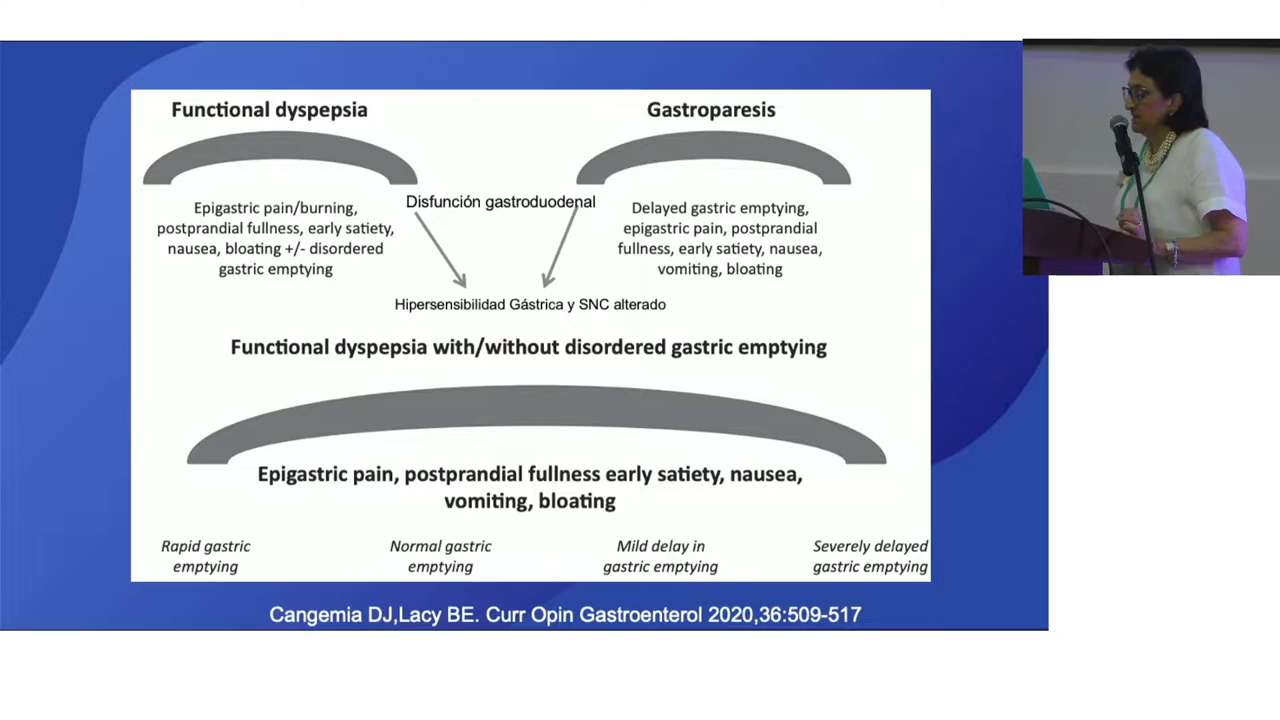 Functional dyspepsia
Gastroparesis
Epigastric pain/burning,
postprandial fullness, early satiety,
nausea, bloating +/- disordered
gastric emptying
Disfunción gastroduodenal
Delayed gastric emptying,
epigastric pain, postprandial
fullness, early satiety, nausea,
vomiting, bloating
Hipersensibilidad Gástrica y SNC alterado
Functional dyspepsia with/without disordered gastric emptying
Epigastric pain, postprandial fullness early satiety, nausea,
vomiting, bloating
Rapid gastric
emptying
Normal gastric
emptying
Mild delay in
gastric emptying
Severely delayed
gastric emptying
Cangemia DJ,Lacy BE. Curr Opin Gastroenterol 2020,36:509-517